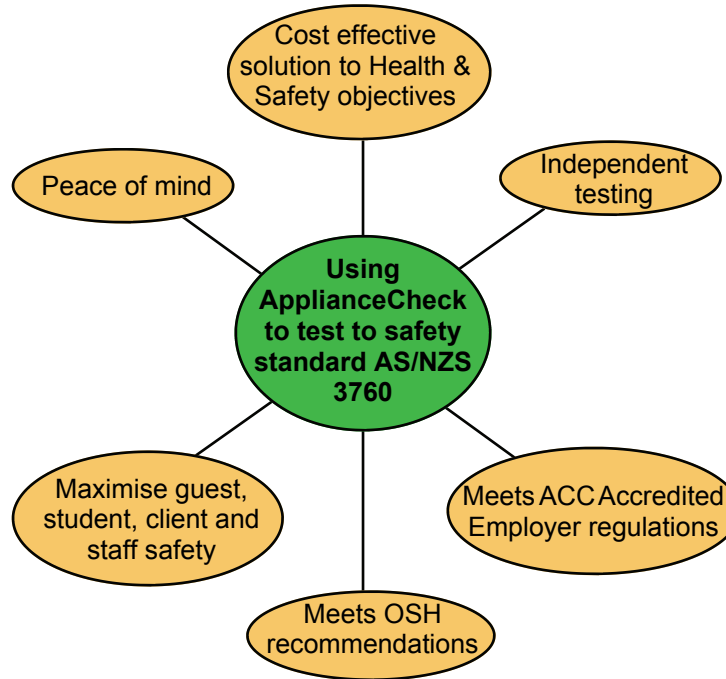 Cost effective
solution to Health &
Safety objectives
Peace of mind
Independent
testing
Using
ApplianceCheck
to test to safety
standard AS/NZS
3760
Maximise guest,
student, client and
staff safety
Meets ACC Accredited
Employer regulations
Meets OSH
recommendations